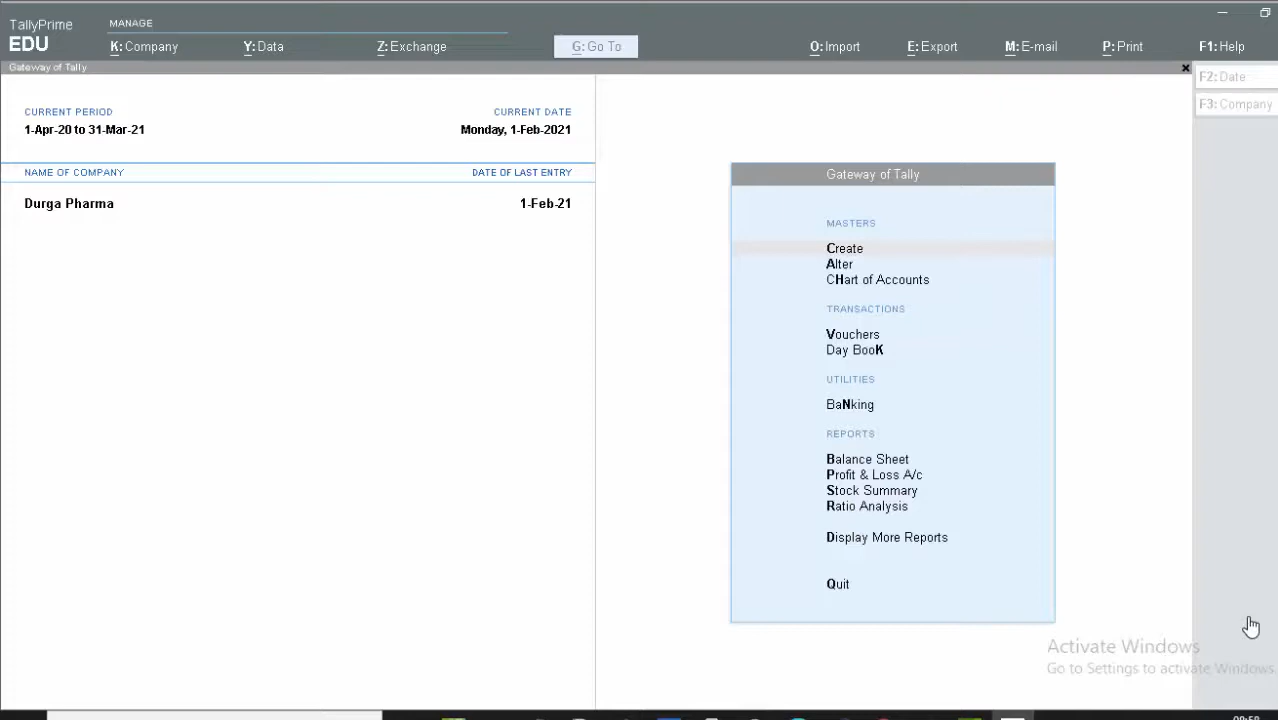 TallyPrime
EDU
MANAGE
K: Company
Y: Data
Z: Exchange
G: Go To
O: Import
E: Export
M: E-mail
P: Print
F1: Help
Gateway of Tally
F2: Date
F3: Company
CURRENT PERIOD
CURRENT DATE
1-Apr-20 to 31-Mar-21
Monday, 1-Feb-2021
NAME OF COMPANY
DATE OF LAST ENTRY
Durga Pharma
1-Feb-21
Gateway of Tally
MASTERS
Create
Alter
CHart of Accounts
TRANSACTIONS
Vouchers
Day BooK
UTILITIES
BaNking
REPORTS
Balance Sheet
Profit & Loss A/c
Stock Summary
Ratio Analysis
Display More Reports
Quit
Activate Windows
Go to Settings to activate Windows.